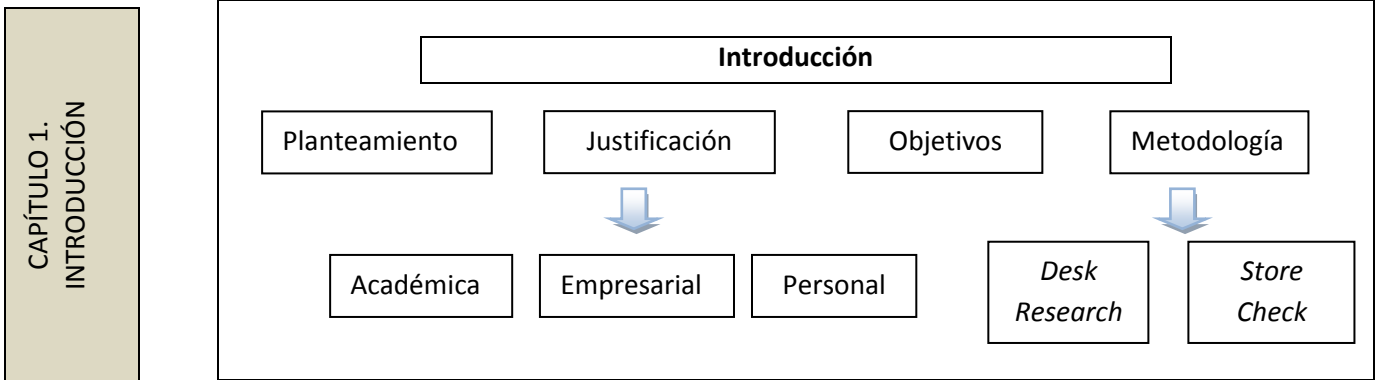 CAPÍTULO 1.
INTRODUCCIÓN
Introducción
Planteamiento
Justificación
Objetivos
Metodología
Académica
Empresarial
Personal
Desk
Research
Store
Check